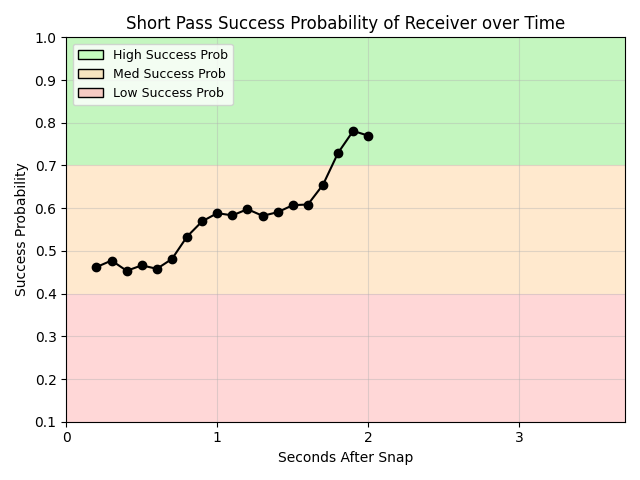 Short Pass Success Probability of Receiver over Time
1.0
0.9
0.8
0.7
0.6
0.5
0.4
0.3
0.2
0.1
Success Probability
High Success Prob
Med Success Prob
Low Success Prob
0 1 2 3
Seconds After Snap